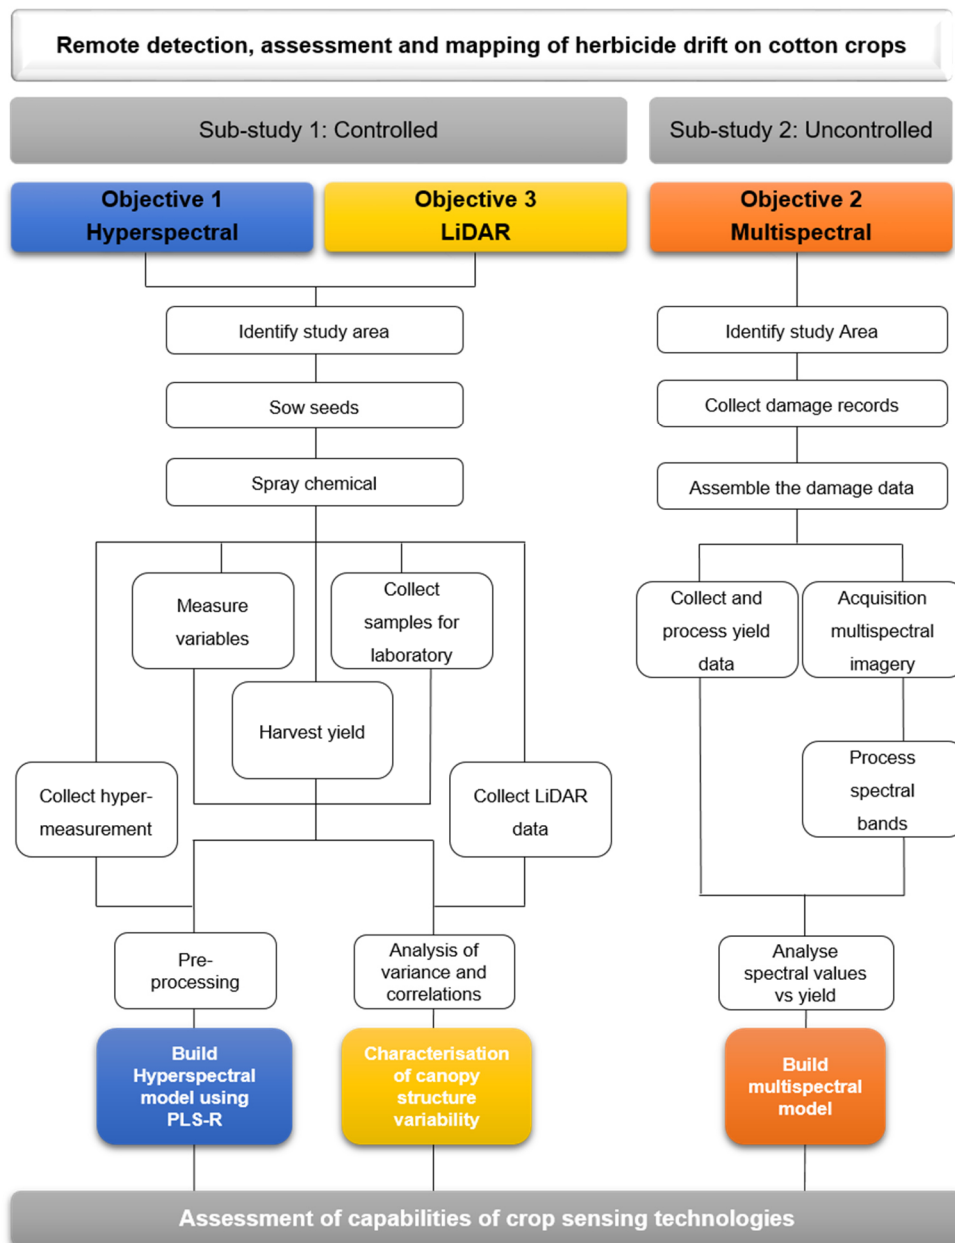 Remote detection, assessment and mapping of herbicide drift on cotton crops
Sub-study 1: Controlled
Sub-study 2: Uncontrolled
Objective 1
Hyperspectral
Objective 3
LiDAR
Objective 2
Multispectral
Identify study area
Sow seeds
Spray chemical
Measure
variables
Collect
samples for
laboratory
Harvest yield
Collect hyper-
measurement
Collect LiDAR
data
Pre-
processing
Analysis of
variance and
correlations
Build
Hyperspectral
model using
PLS-R
Characterisation
of canopy
structure
variability
Identify study Area
Collect damage records
Assemble the damage data
Collect and
process yield
data
Acquisition
multispectral
imagery
Process
spectral
bands
Analyse
spectral values
vs yield
Build
multispectral
model
Assessment of capabilities of crop sensing technologies